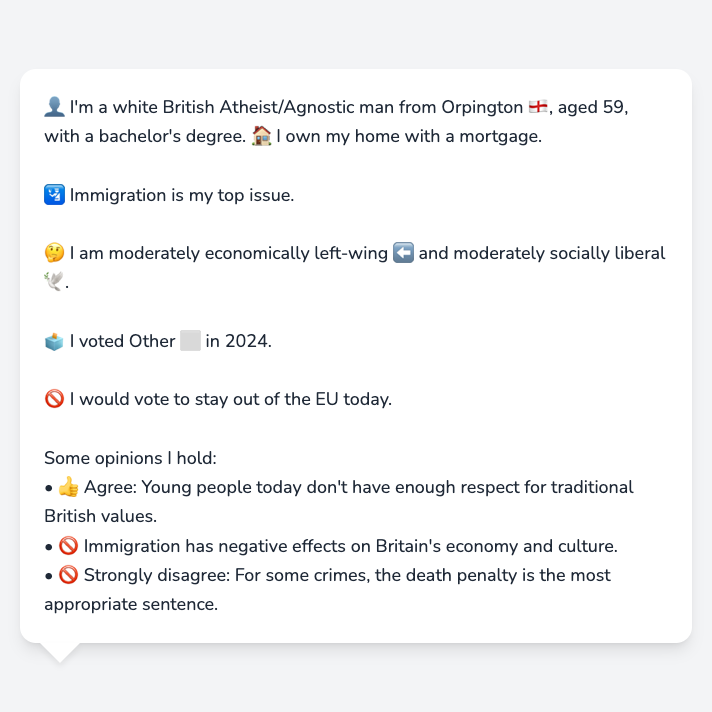 👤 I'm a white British Atheist/Agnostic man from Orpington 🏴󠁧󠁢󠁥󠁮󠁧󠁿, aged 59,
with a bachelor's degree. 🏠 I own my home with a mortgage.
🛂 Immigration is my top issue.
🤔 I am moderately economically left-wing ⬅️ and moderately socially liberal
🕊️.
🗳️ I voted Other ⬜ in 2024.
🚫 I would vote to stay out of the EU today.
Some opinions I hold:
• 👍 Agree: Young people today don't have enough respect for traditional
British values.
• 🚫 Immigration has negative effects on Britain's economy and culture.
• 🚫 Strongly disagree: For some crimes, the death penalty is the most
appropriate sentence.